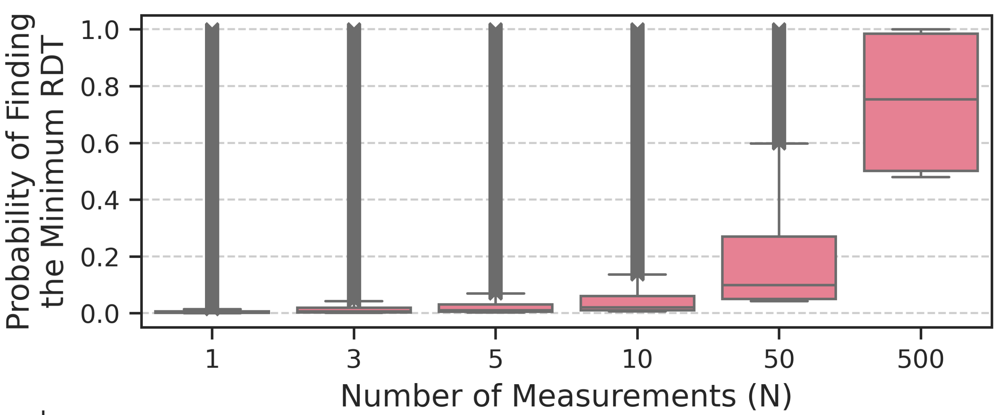 Probability of Finding
the Minimum RDT
1.0
0.8
0.6
0.4
0.2
0.0
1 3 5 10 50 500
Number of Measurements (N)